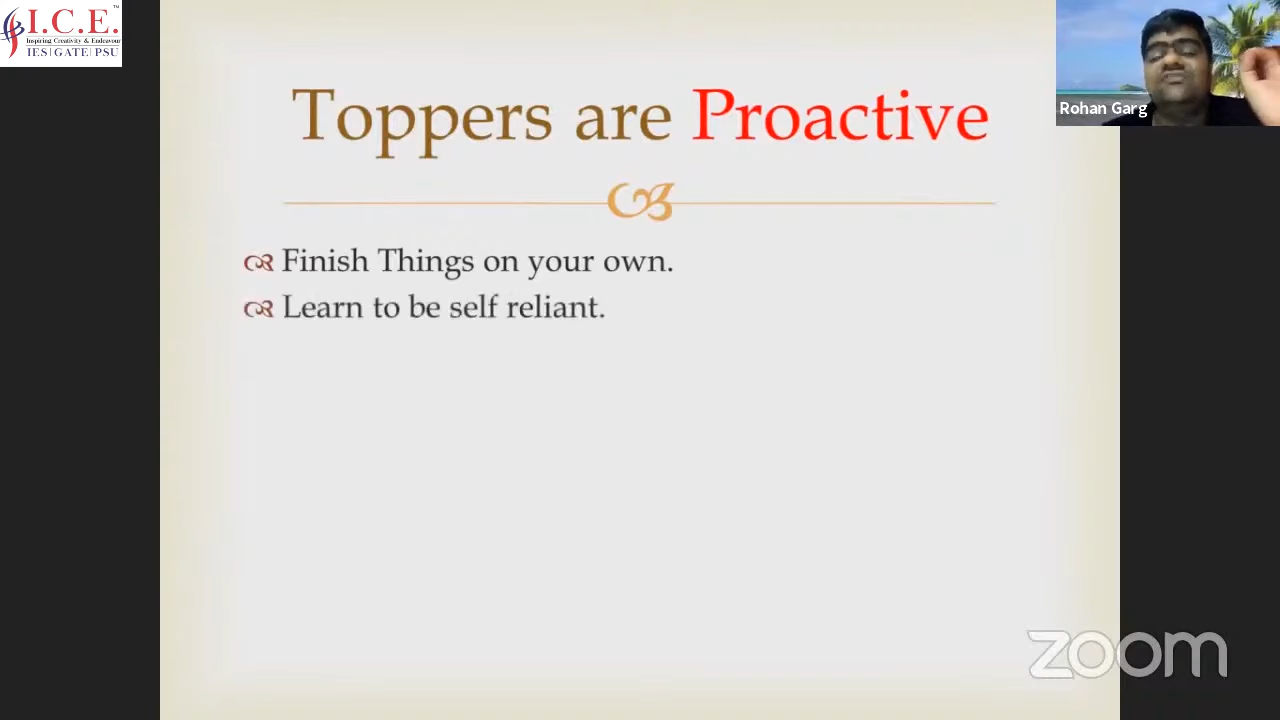 I.C.E.
TM
Inspiring Creativity & Endeavour
IES|GATE|PSU
Rohan Garg
Toppers are Proactive
Finish Things on your own.
Learn to be self reliant.
zoom